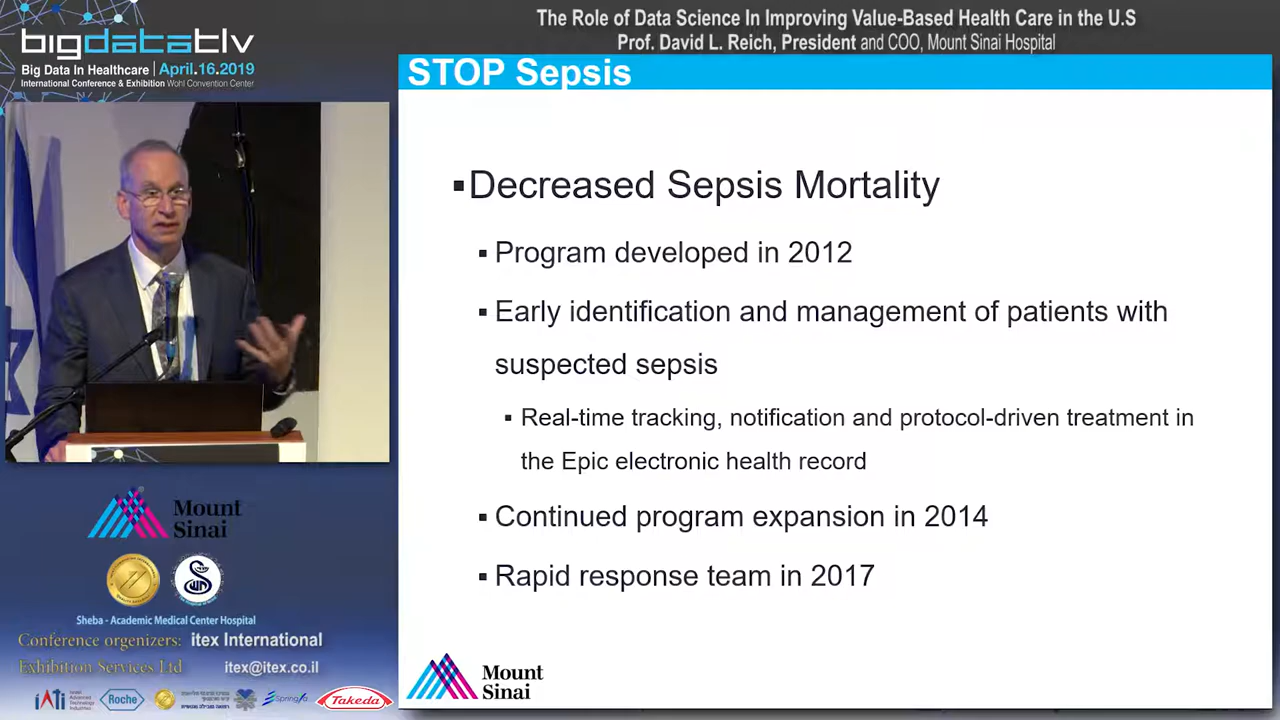 The Role of Data Science In Improving Value-Based Health Care in the U.S
Prof. David L. Reich, President and COO, Mount Sinai Hospital
bigdatatlv
Big Data In Healthcare | April.16.2019
International Conference & Exhibition Wohl Convention Center
STOP Sepsis
▪Decreased Sepsis Mortality
▪ Program developed in 2012
▪ Early identification and management of patients with
suspected sepsis
▪ Real-time tracking, notification and protocol-driven treatment in
the Epic electronic health record
▪ Continued program expansion in 2014
▪ Rapid response team in 2017
Mount
Sinai
Mount
Sinai
Sheba - Academic Medical Center Hospital
Conference organizers: itex International
Exhibition Services Ltd itex@itex.co.il
iATi
Israel
Advanced
Technology
Industries
Roche
Takeda